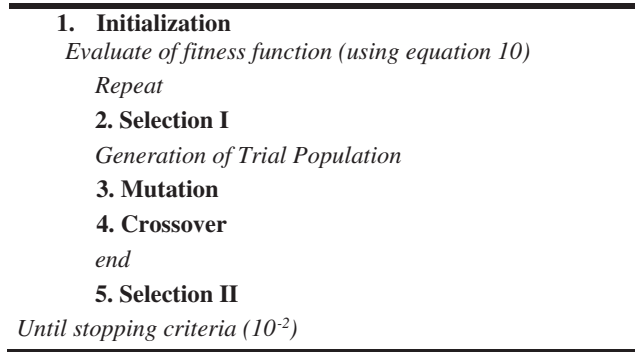 1. Initialization
Evaluate of fitness function (using equation 10)
Repeat
2. Selection I
Generation of Trial Population
3. Mutation
4. Crossover
end
5. Selection II
Until stopping criteria (10⁻²)